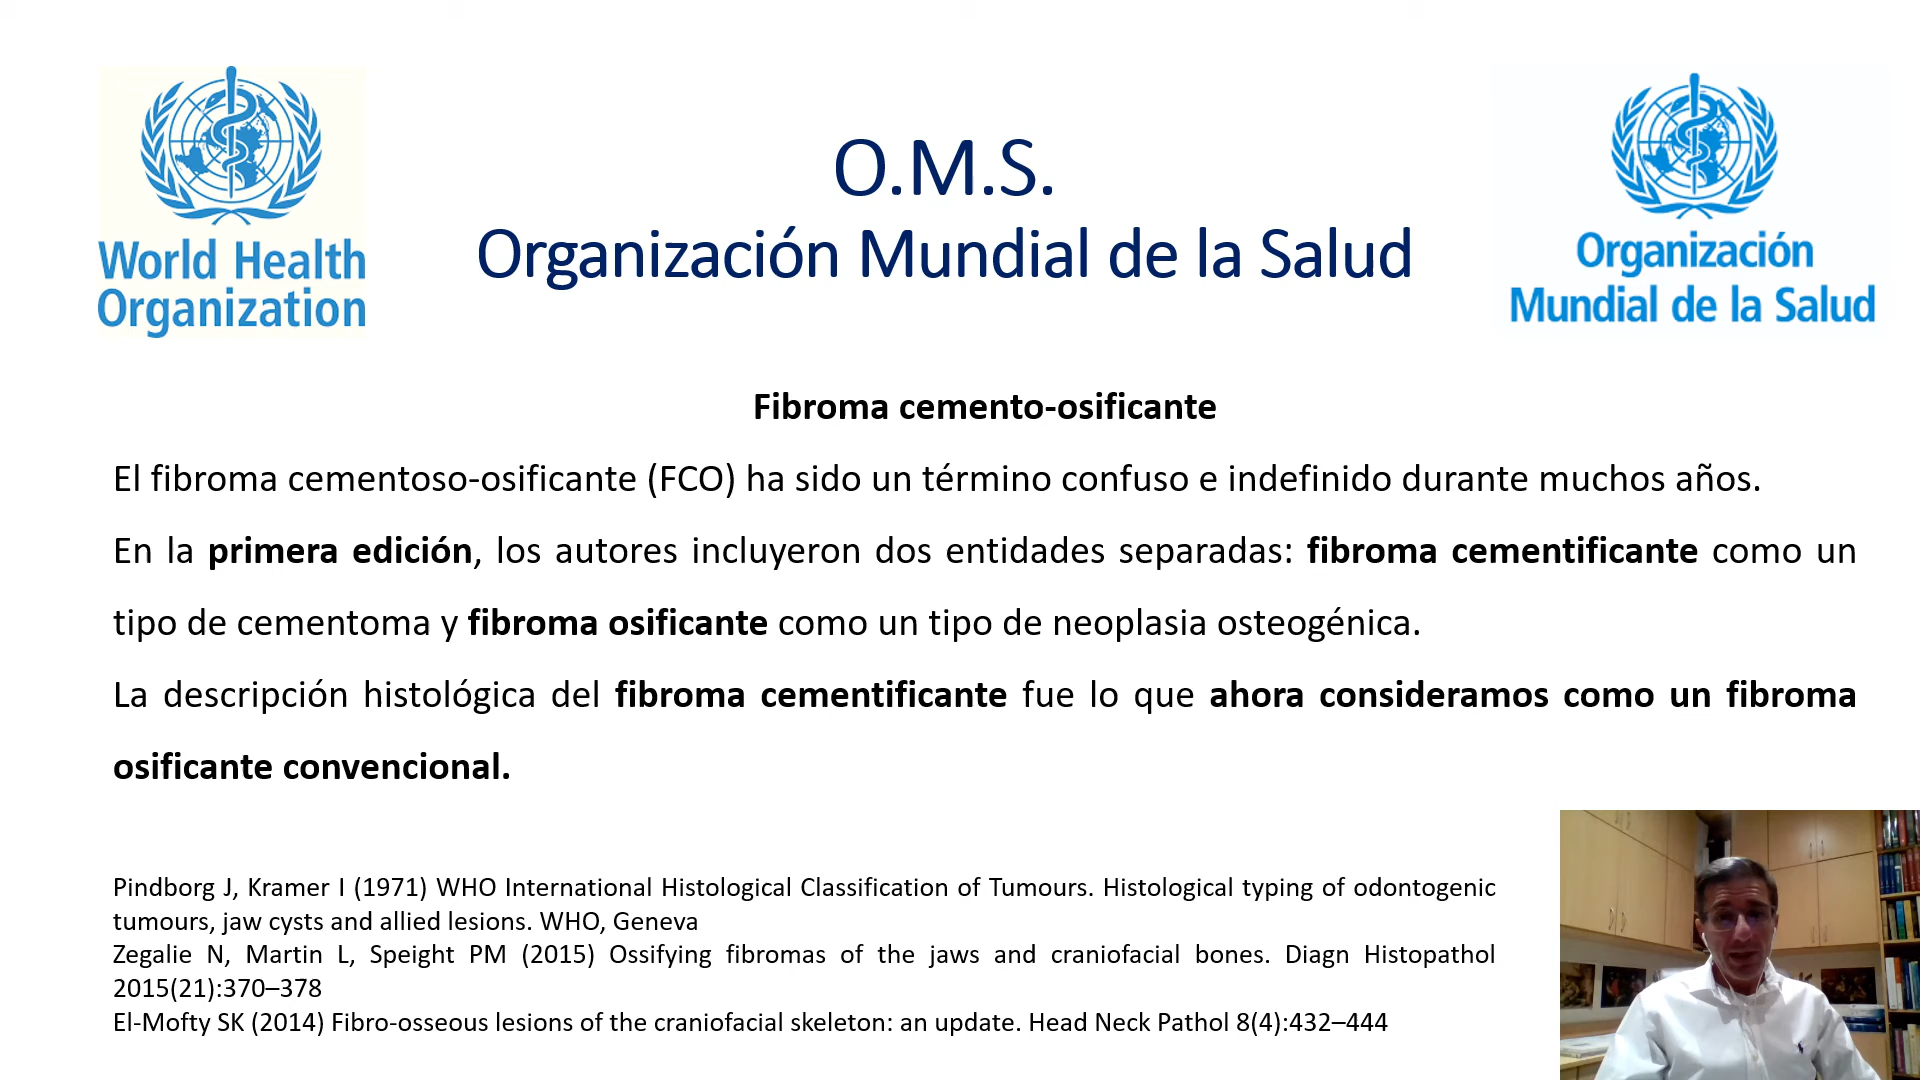 World Health
Organization
O.M.S.
Organización Mundial de la Salud
Organización
Mundial de la Salud
Fibroma cemento-osificante
El fibroma cementoso-osificante (FCO) ha sido un término confuso e indefinido durante muchos años.
En la primera edición, los autores incluyeron dos entidades separadas: fibroma cementificante como un
tipo de cementoma y fibroma osificante como un tipo de neoplasia osteogénica.
La descripción histológica del fibroma cementificante fue lo que ahora consideramos como un fibroma
osificante convencional.
Pindborg J, Kramer I (1971) WHO International Histological Classification of Tumours. Histological typing of odontogenic
tumours, jaw cysts and allied lesions. WHO, Geneva
Zegalie N, Martin L, Speight PM (2015) Ossifying fibromas of the jaws and craniofacial bones. Diagn Histopathol
2015(21):370–378
El-Mofty SK (2014) Fibro-osseous lesions of the craniofacial skeleton: an update. Head Neck Pathol 8(4):432–444